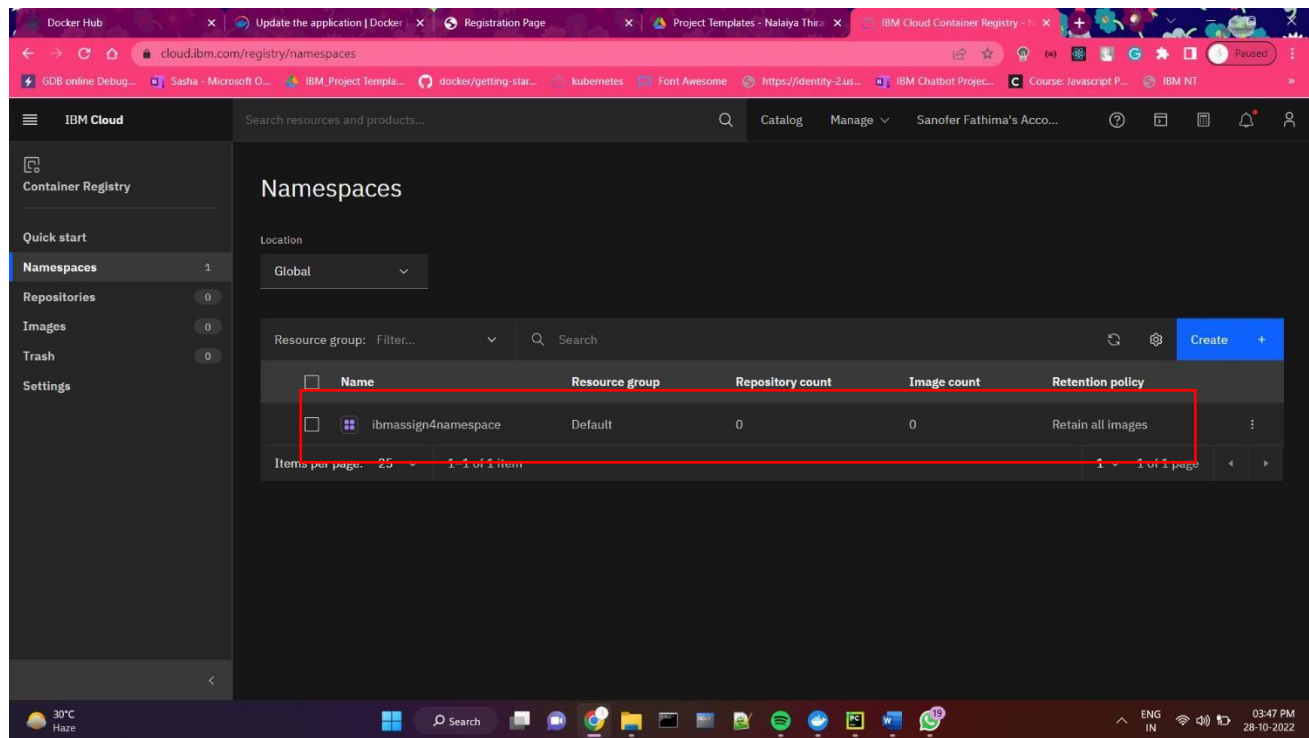 Docker Hub × Update the application | Docker × Registration Page × Project Templates - Nalaiya Thira × IBM Cloud Container Registry - N × +
cloud.ibm.com/registry/namespaces Paused
GDB online Debug... Sasha - Microsoft O... IBM_Project Templa... docker/getting-star... kubernetes Font Awesome https://identity-2.us... IBM Chatbot Projec... Course: Javascript P... IBM NT »
IBM Cloud Search resources and products... Catalog Manage Sanofer Fathima's Acco...
Container Registry
Namespaces
Quick start
Location
Namespaces 1
Global
Repositories 0
Images 0
Resource group: Filter... Search Create +
Trash 0
Settings
Name Resource group Repository count Image count Retention policy
ibmassign4namespace Default 0 0 Retain all images
Items per page: 25 1–1 of 1 item 1 1 of 1 page
30°C
Haze
Search
19
ENG
IN
03:47 PM
28-10-2022